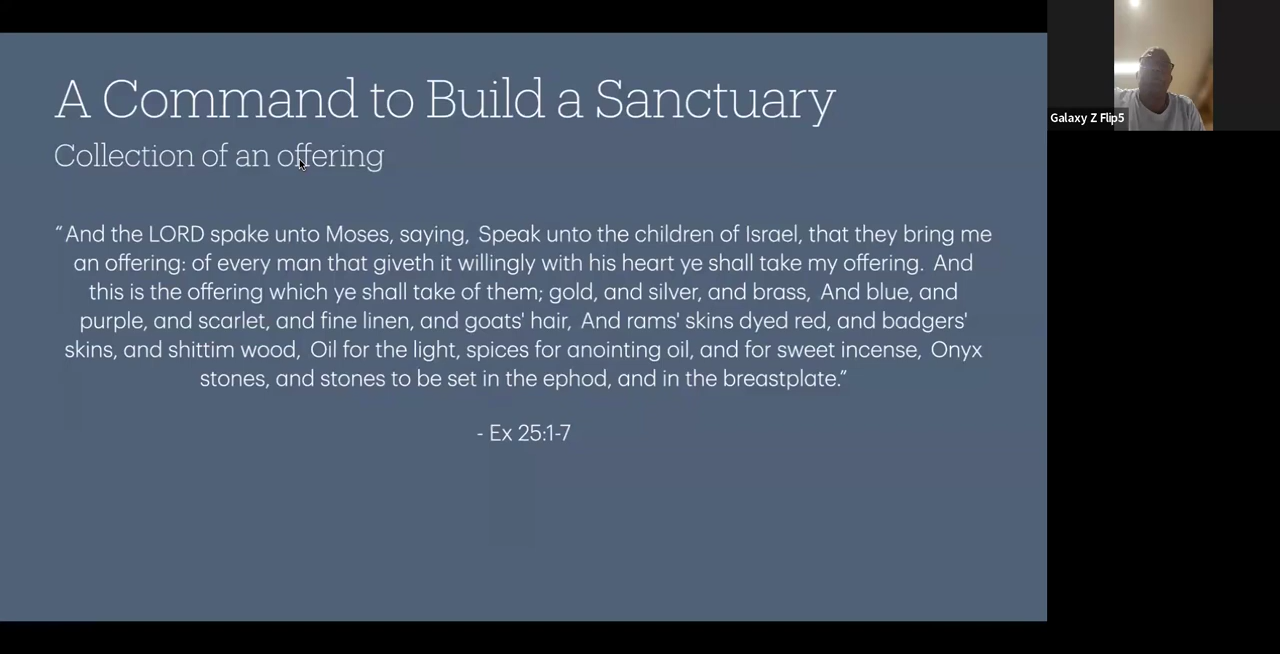 A Command to Build a Sanctuary
Collection of an offering
“And the LORD spake unto Moses, saying,  Speak unto the children of Israel, that they bring me
an offering: of every man that giveth it willingly with his heart ye shall take my offering.  And
this is the offering which ye shall take of them; gold, and silver, and brass,  And blue, and
purple, and scarlet, and fine linen, and goats' hair,  And rams' skins dyed red, and badgers'
skins, and shittim wood,  Oil for the light, spices for anointing oil, and for sweet incense,  Onyx
stones, and stones to be set in the ephod, and in the breastplate.”
- Ex 25:1-7
Galaxy Z Flip5